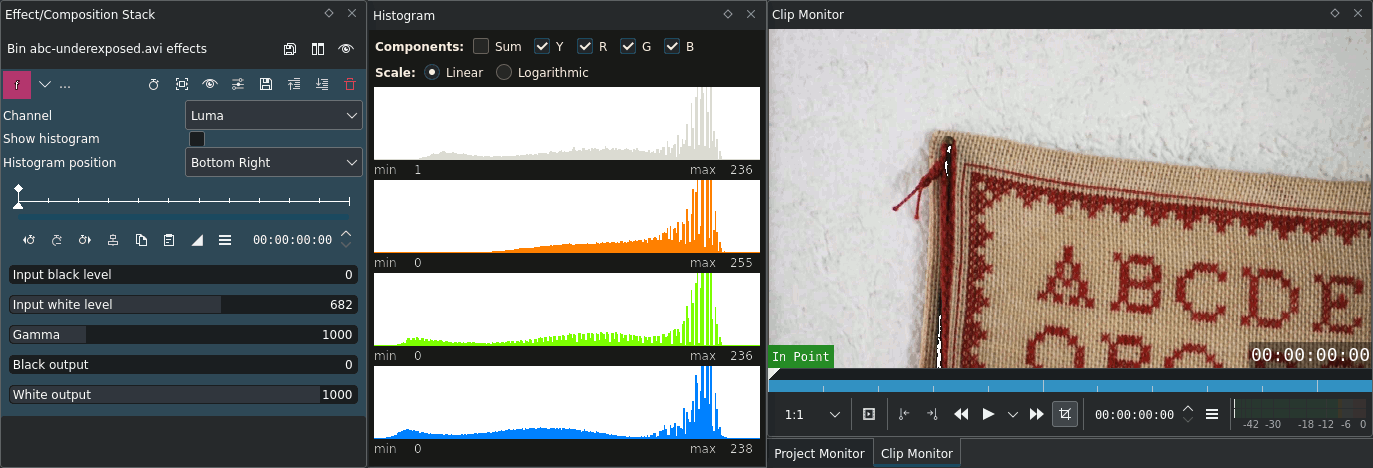 Effect/Composition Stack
Bin abc-underexposed.avi effects
f
...
Channel
Luma
Show histogram
Histogram position
Bottom Right
00:00:00:00
Input black level 0
Input white level 682
Gamma 1000
Black output 0
White output 1000
Histogram
Components: Sum Y R G B
Scale: Linear Logarithmic
min 1 max 236
min 0 max 255
min 0 max 236
min 0 max 238
Clip Monitor
ABCDE
In Point
00:00:00:00
1:1
00:00:00:00
-42 -30 -18 -12 -6 0
Project Monitor
Clip Monitor